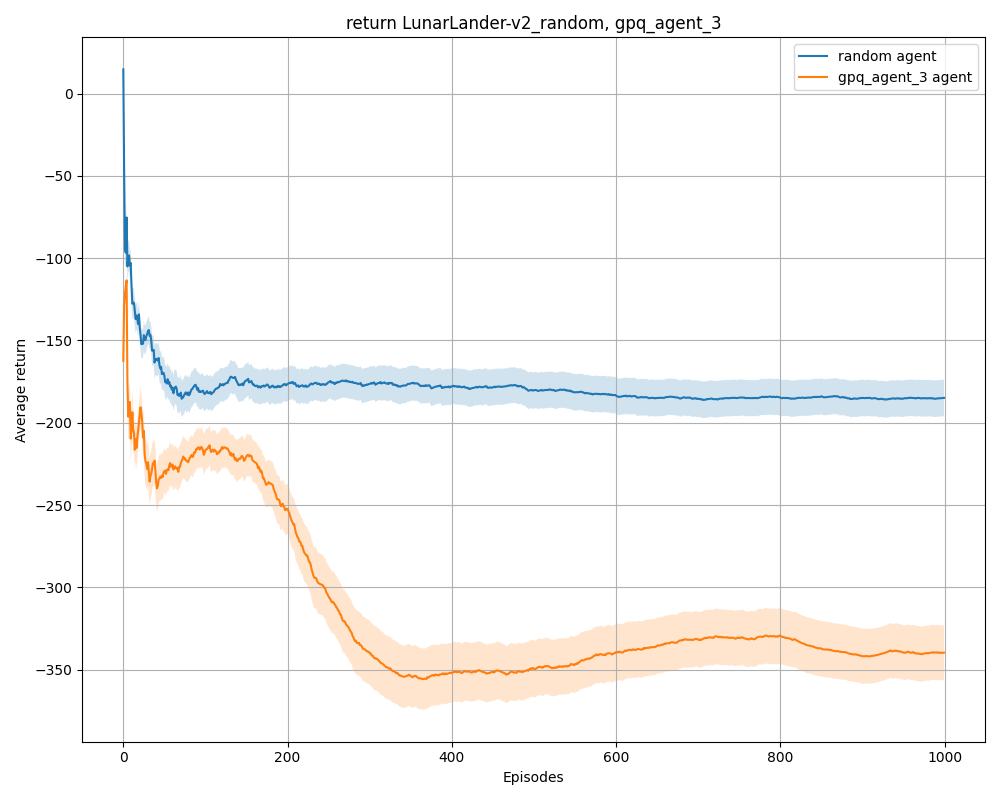 return LunarLander-v2_random, gpq_agent_3
random agent
gpq_agent_3 agent
Average return
0
−50
−100
−150
−200
−250
−300
−350
0 200 400 600 800 1000
Episodes